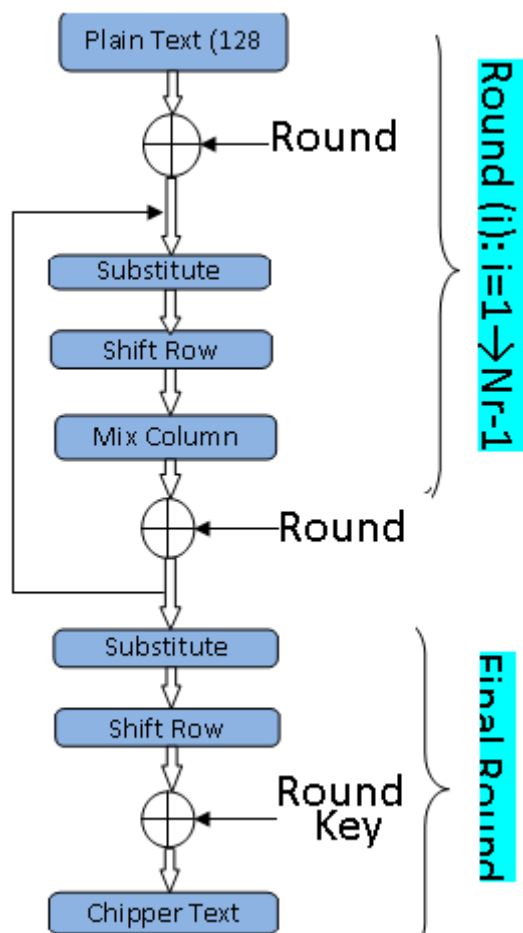 Plain Text (128
Round
Substitute
Shift Row
Mix Column
Round
Round (i): i=1→Nr-1
Substitute
Shift Row
Round
Key
Chipper Text
Final Round